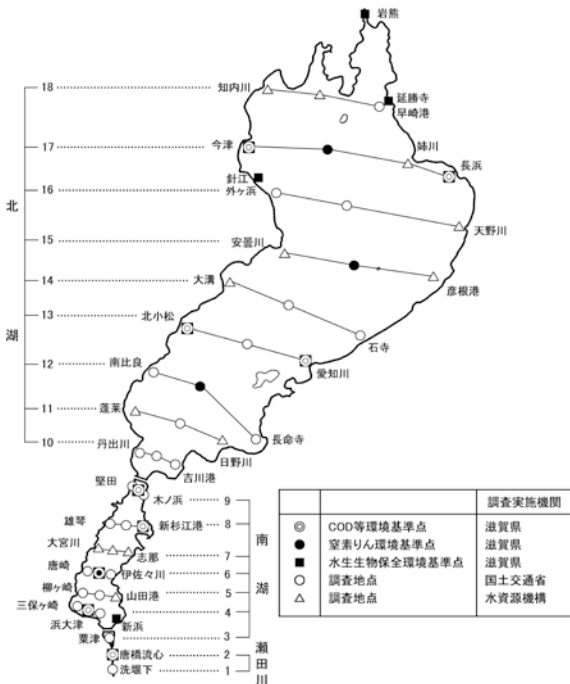 岩熊
18
知内川
延勝寺
早崎港
17
今津
姉川
長浜
16
針江
外ヶ浜
天野川
北
15
安曇川
14
大溝
彦根港
13
北小松
石寺
湖
12
南比良
愛知川
11
蓬莱
10
丹出川
日野川
長命寺
吉川港
堅田
木ノ浜
9
雄琴
新杉江港
8
南
大宮川
志那
7
唐崎
伊佐々川
6
湖
柳ヶ崎
山田港
5
三保ヶ崎
4
浜大津
新浜
粟津
3
瀬田川
唐橋流心
2
洗堰下
1
調査実施機関
◎ COD等環境基準点 滋賀県
● 窒素りん環境基準点 滋賀県
■ 水生生物保全環境基準点 滋賀県
○ 調査地点 国土交通省
△ 調査地点 水資源機構